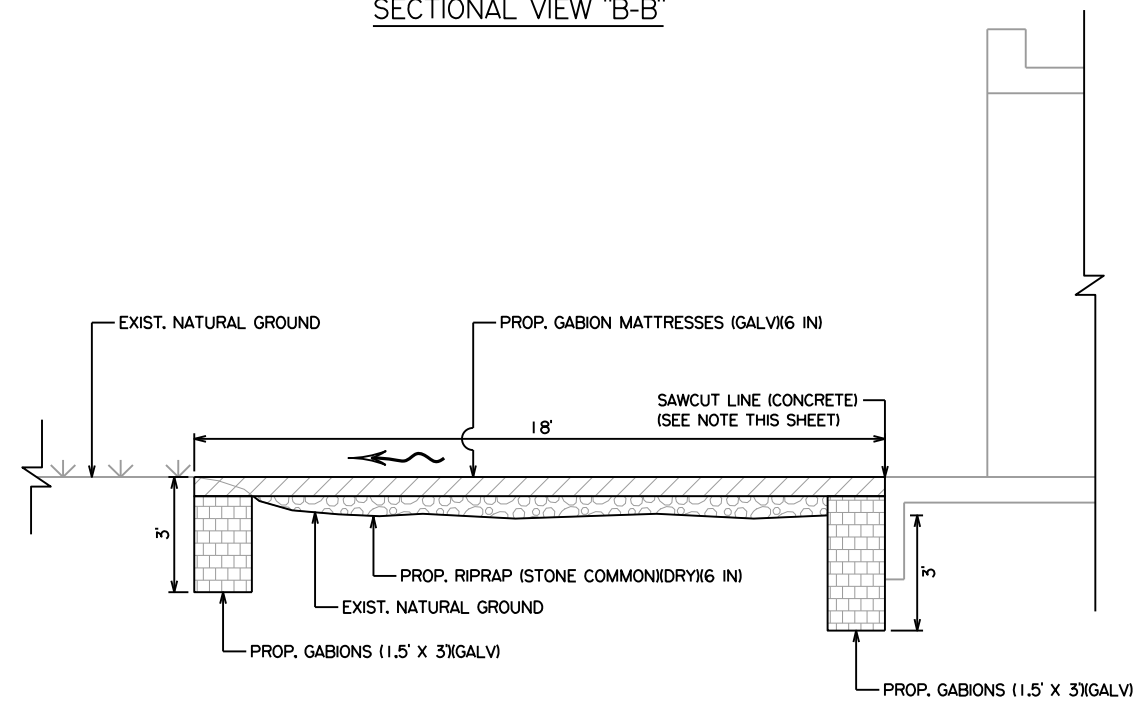 SECTIONAL VIEW "B-B"
EXIST. NATURAL GROUND
PROP. GABION MATTRESSES (GALV)(6 IN)
SAWCUT LINE (CONCRETE)
(SEE NOTE THIS SHEET)
18'
3'
3'
PROP. RIPRAP (STONE COMMON)(DRY)(6 IN)
EXIST. NATURAL GROUND
PROP. GABIONS (1.5' X 3')(GALV)
PROP. GABIONS (1.5' X 3')(GALV)